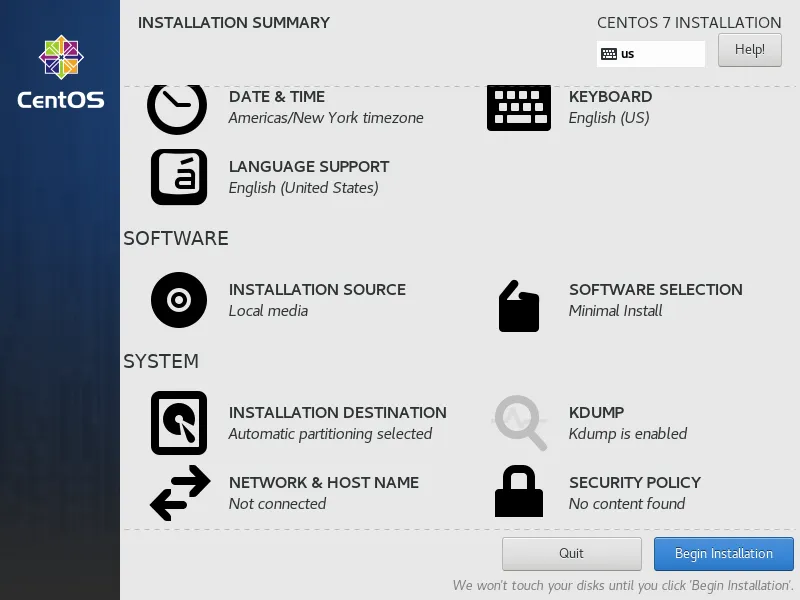 INSTALLATION SUMMARY
CENTOS 7 INSTALLATION
us
Help!
CentOS
DATE & TIME
Americas/New York timezone
KEYBOARD
English (US)
á
LANGUAGE SUPPORT
English (United States)
SOFTWARE
INSTALLATION SOURCE
Local media
SOFTWARE SELECTION
Minimal Install
SYSTEM
INSTALLATION DESTINATION
Automatic partitioning selected
KDUMP
Kdump is enabled
NETWORK & HOST NAME
Not connected
SECURITY POLICY
No content found
Quit
Begin Installation
We won't touch your disks until you click 'Begin Installation'.